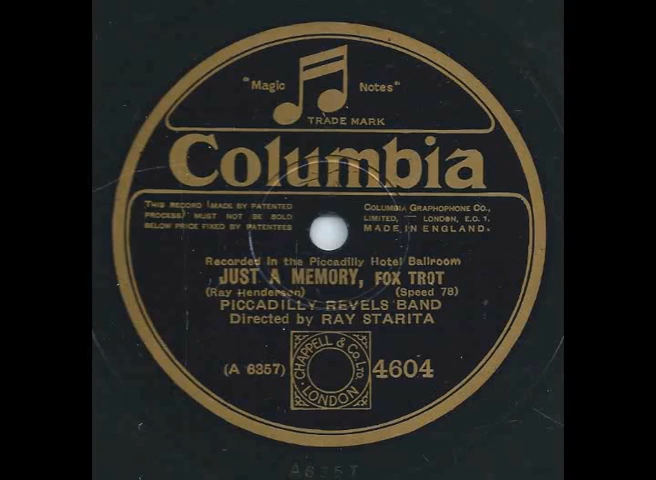 "Magic Notes"
TRADE MARK
Columbia
THIS RECORD (MADE BY PATENTED
PROCESS) MUST NOT BE SOLD
BELOW PRICE FIXED BY PATENTEES
COLUMBIA GRAPHOPHONE CO.,
LIMITED, — LONDON, E.C. 1.
MADE IN ENGLAND.
Recorded in the Piccadilly Hotel Ballroom
JUST A MEMORY, FOX TROT
(Ray Henderson) (Speed 78)
PICCADILLY REVELS BAND
Directed by RAY STARITA
(A 6357)
CHAPPELL & CO. LTD.
LONDON
4604
A6357